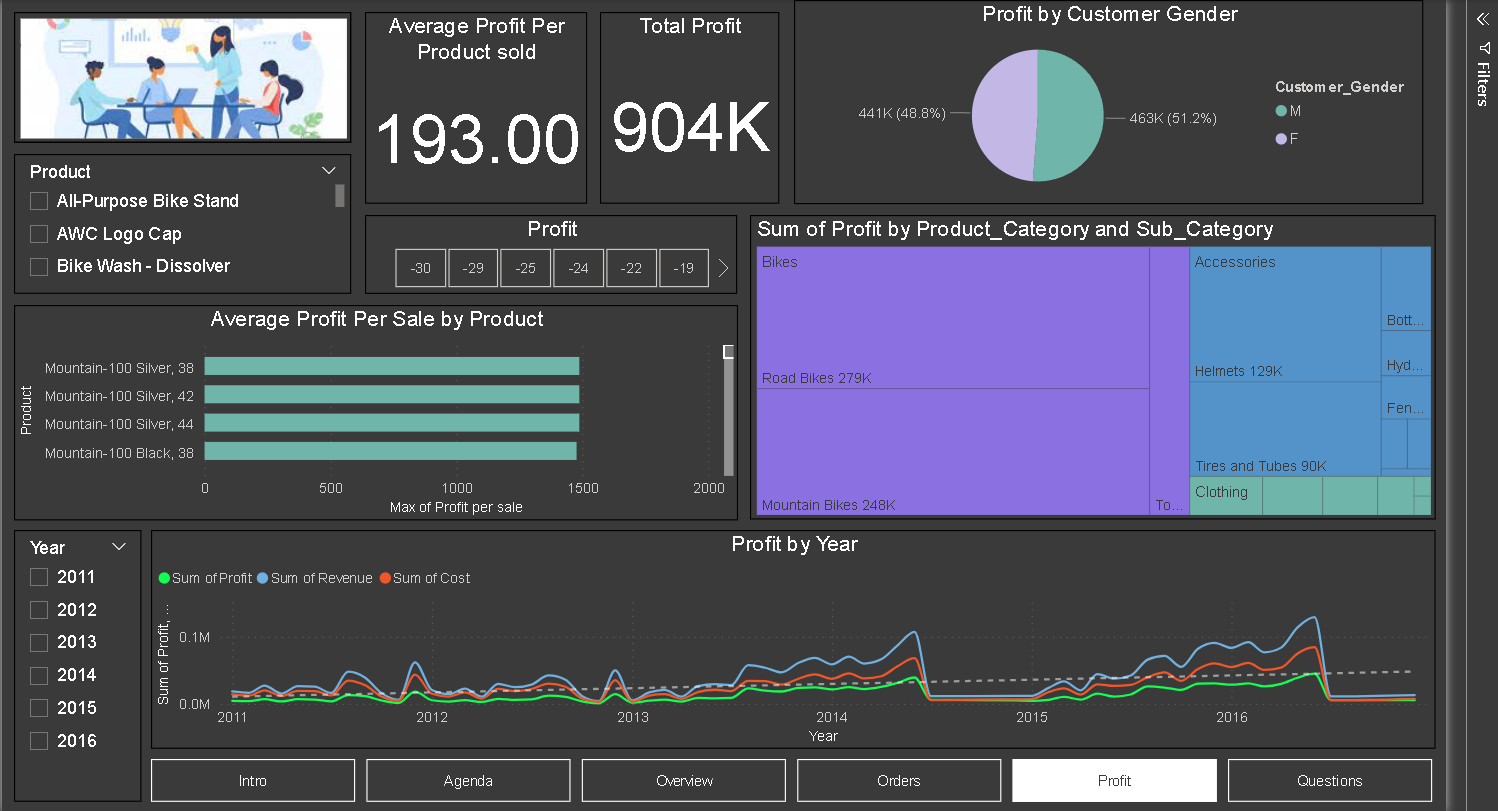 Average Profit Per
Product sold
193.00
Total Profit
904K
Profit by Customer Gender
441K (48.8%)
463K (51.2%)
Customer_Gender
M
F
Filters
Product
All-Purpose Bike Stand
AWC Logo Cap
Bike Wash - Dissolver
Profit
-30
-29
-25
-24
-22
-19
Sum of Profit by Product_Category and Sub_Category
Bikes
Road Bikes 279K
Mountain Bikes 248K
To...
Accessories
Helmets 129K
Tires and Tubes 90K
Bott...
Hyd...
Fen...
Clothing
Average Profit Per Sale by Product
Product
Mountain-100 Silver, 38
Mountain-100 Silver, 42
Mountain-100 Silver, 44
Mountain-100 Black, 38
0
500
1000
1500
2000
Max of Profit per sale
Year
2011
2012
2013
2014
2015
2016
Profit by Year
Sum of Profit
Sum of Revenue
Sum of Cost
Sum of Profit, ...
0.1M
0.0M
2011
2012
2013
2014
2015
2016
Year
Intro
Agenda
Overview
Orders
Profit
Questions